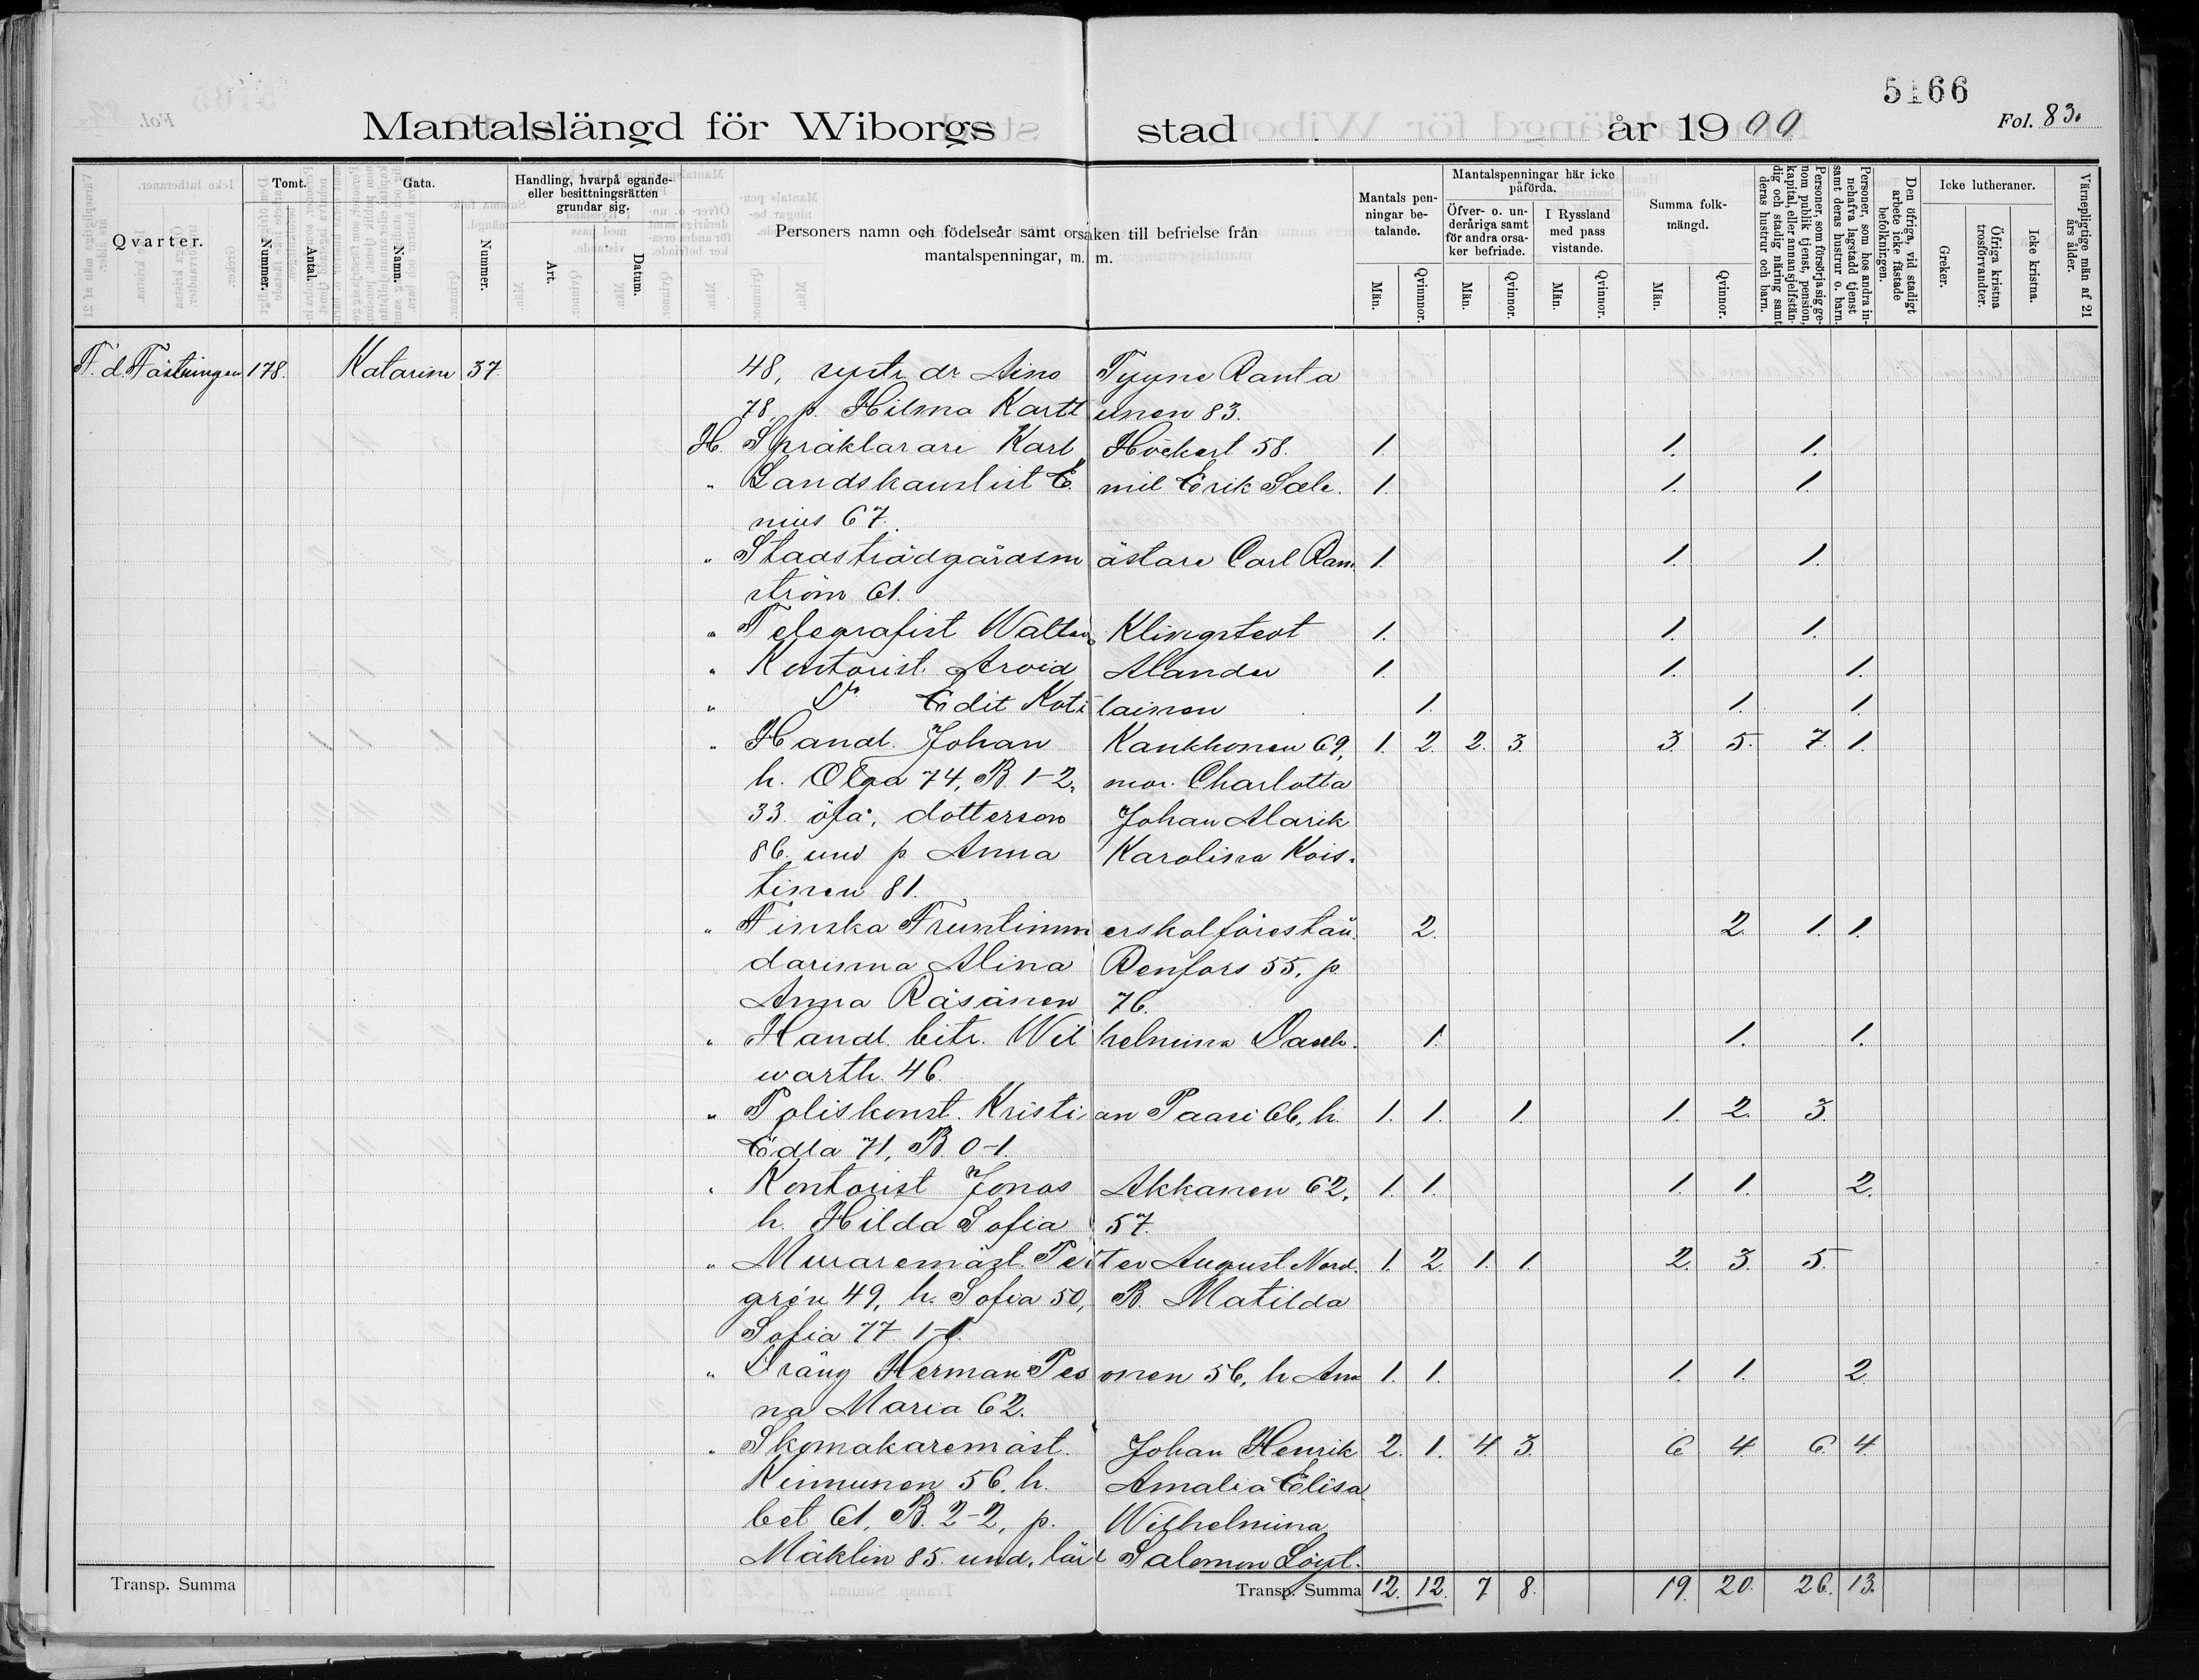 5166
Mantalslängd för Wiborgs stad år 1900 Fol. 83.
Qvarter.
Tomt.
Nummer.
Antal.
Gata.
Namn.
Nummer.
Handling, hvarpå egande- eller besittningsrätten grundar sig.
Art.
Datum.
Personers namn och födelseår samt orsaken till befrielse från mantalspenningar, m. m.
Mantals penningar betalande.
Män.
Qvinnor.
Mantalspenningar här icke påförda.
Öfver- o. underåriga samt för andra orsaker befriade.
Män.
Qvinnor.
I Ryssland med pass vistande.
Män.
Qvinnor.
Summa folkmängd.
Män.
Qvinnor.
Personer, som försörja sig genom publik tjenst, pension, kapital, eller annan sjelfständig och stadig näring samt deras hustrur och barn.
Personer, som hos andra innehafva lagstadd tjenst samt deras hustrur o. barn.
Den öfriga, vid stadigt arbete icke fästade befolkningen.
Icke lutheraner.
Greker.
Öfriga kristna trosförvandter.
Icke kristna.
Värnepligtige män af 21 års ålder.
F. d. Fästningen 178. Katarine 37 48, syster dr Aino Tyyne Ranta
78, p. Hilma Karttunen 83.
H. Språklärare Karl Höckert 58. 1. 1. 1.
" Landskanslist Emil Erik Sele- 1. 1. 1.
nius 67.
" Stadsträdgårdsmästare Carl Ram- 1. 1. 1.
ström 61.
" Telegrafist Walter Klingstedt 1. 1. 1.
" Kontorist Arvid Alander 1. 1. 1.
" Dr Edit Kotilainen 1. 1. 1.
" Handl. Johan Kaukhonen 69, 1. 2. 2. 3. 3. 5. 7. 1.
h. Olga 74, B. 1-2, mor. Charlotta
33. öfå, dotterson Johan Alarik
86. und p. Anna Karolina Kois-
tinen 81.
" Finska Fruntimmerskolförestån- 2. 2. 1. 1.
darinna Alina Renfors 55, p.
Anna Räsänen 76.
" Handl. bitr. Wilhelmina Dach- 1. 1. 1.
warth 46.
" Poliskonst. Kristian Paasi 66, h. 1. 1. 1. 1. 2. 3.
Edla 71, B. 0-1.
" Kontorist Jonas Akkanen 62, 1. 1. 1. 1. 2.
h. Hilda Sofia 57.
" Muraremäst. Petter August Nord- 1. 2. 1. 1. 2. 3. 5.
grén 49, h. Sofia 50, B. Matilda
Sofia 77. 1-1.
" Dräng Herman Pesonen 56, h. An- 1. 1. 1. 1. 2.
na Maria 62.
" Skomakaremäst. Johan Henrik 2. 1. 4. 3. 6. 4. 6. 4.
Kinnunen 56, h. Amalia Elisa-
bet 61, B. 2-2, p. Wilhelmina
Mäklin 85. und, lärl Salomon
Transp. Summa Transp. Summa 12. 12. 7 8. 19. 20. 26. 13.